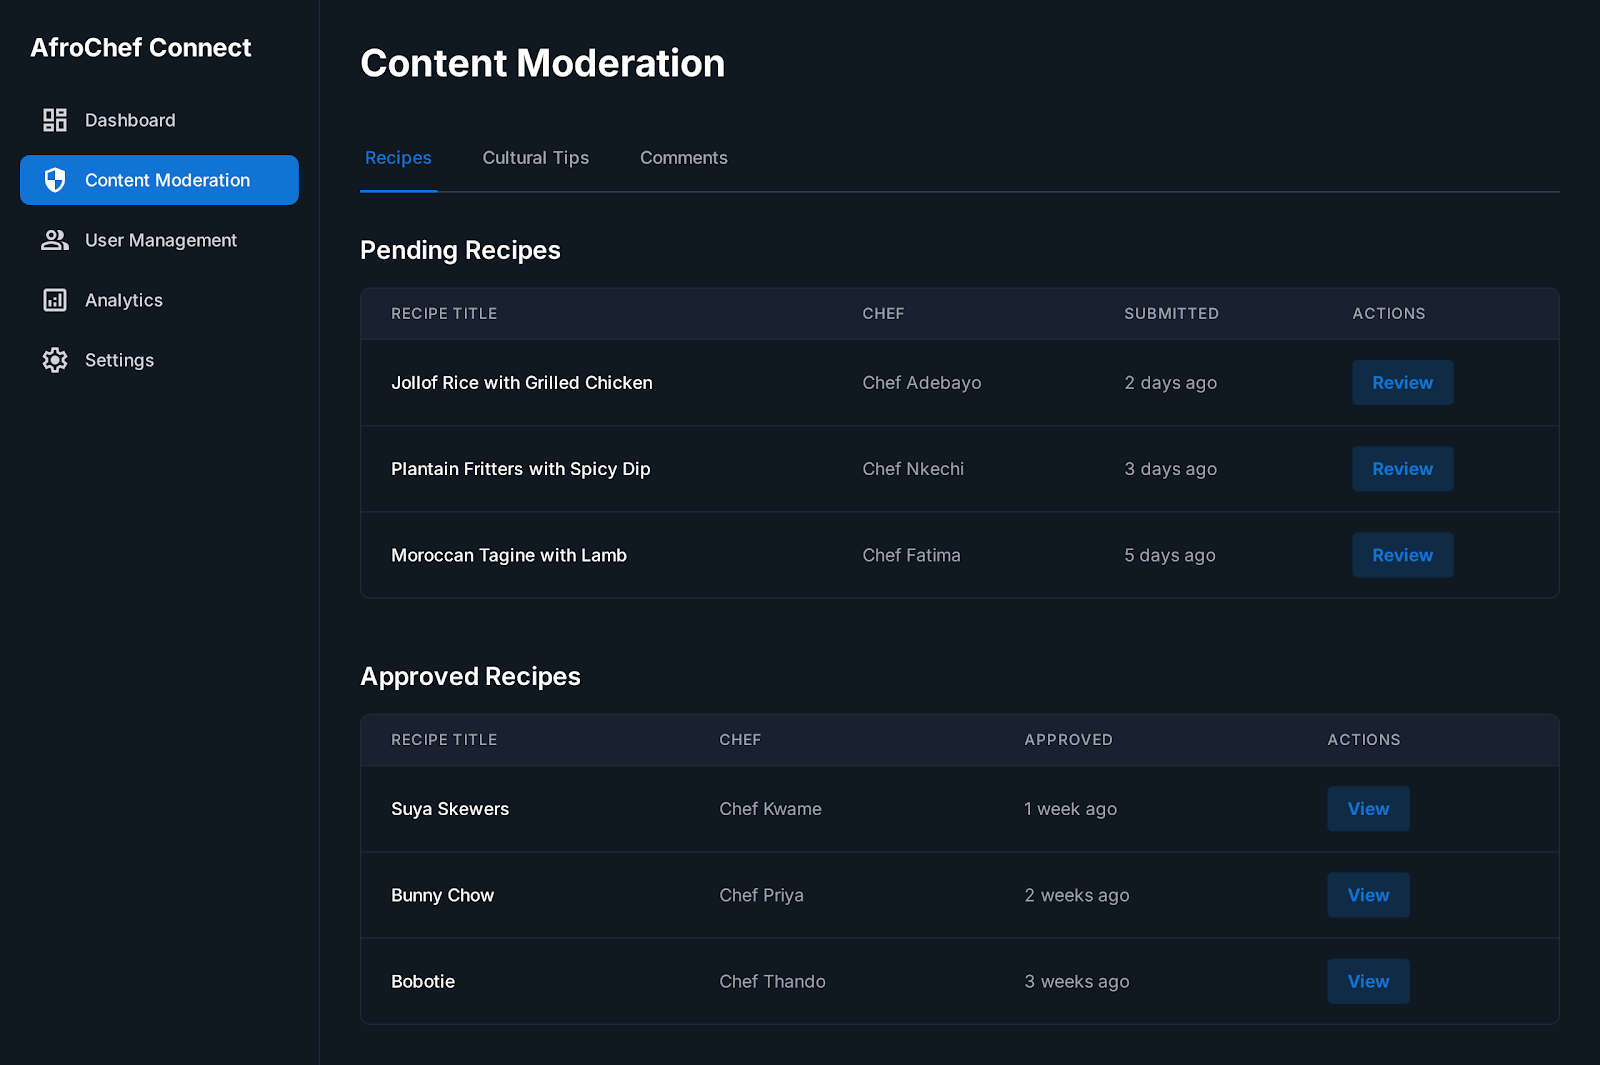 AfroChef Connect
Dashboard
Content Moderation
User Management
Analytics
Settings
Content Moderation
Recipes Cultural Tips Comments
Pending Recipes
RECIPE TITLE CHEF SUBMITTED ACTIONS
Jollof Rice with Grilled Chicken Chef Adebayo 2 days ago Review
Plantain Fritters with Spicy Dip Chef Nkechi 3 days ago Review
Moroccan Tagine with Lamb Chef Fatima 5 days ago Review
Approved Recipes
RECIPE TITLE CHEF APPROVED ACTIONS
Suya Skewers Chef Kwame 1 week ago View
Bunny Chow Chef Priya 2 weeks ago View
Bobotie Chef Thando 3 weeks ago View